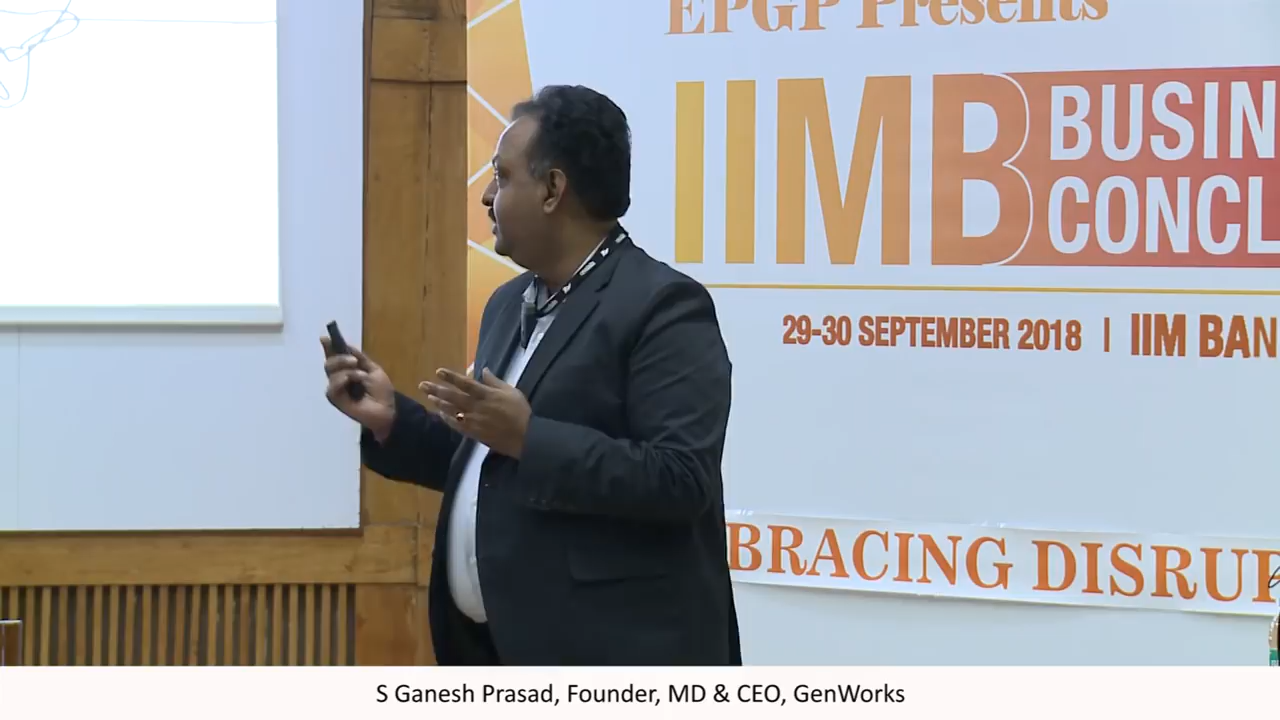 EPGP Presents
IIMB BUSIN
CONCL
29-30 SEPTEMBER 2018 | IIM BAN
BRACING DISRUP
S Ganesh Prasad, Founder, MD & CEO, GenWorks